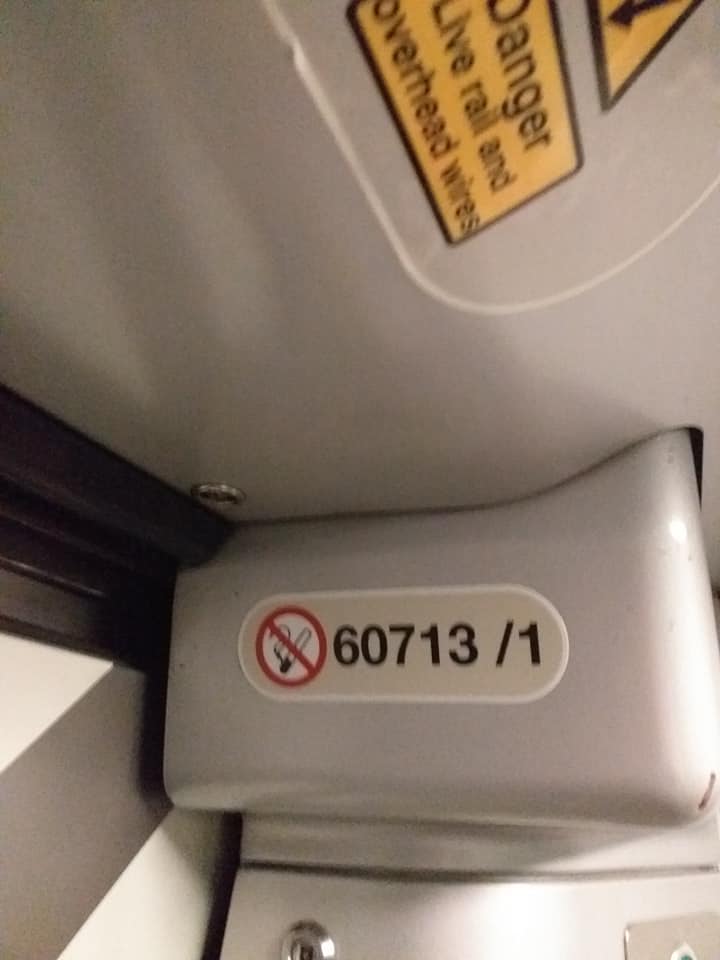 Danger
Live rail and
overhead wires
60713 /1